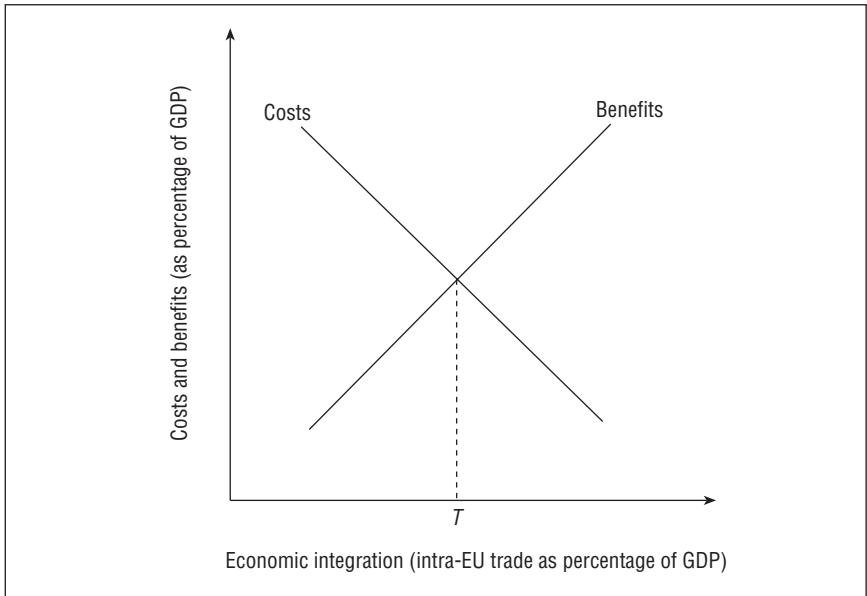 Costs and benefits (as percentage of GDP)
Costs
Benefits
T
Economic integration (intra-EU trade as percentage of GDP)